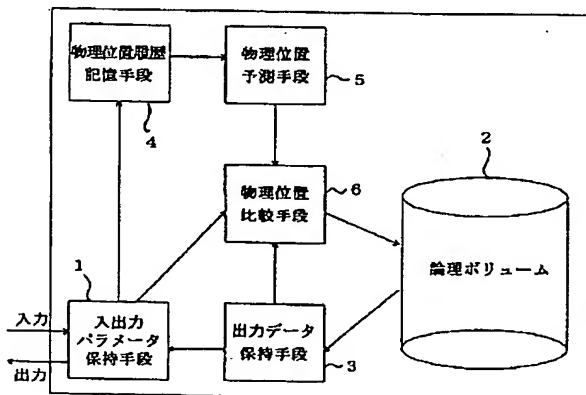 物理位置履歴
記憶手段
4
物理位置
予測手段
5
物理位置
比較手段
6
2
論理ボリューム
1
入出力
パラメータ
保持手段
出力データ
保持手段
3
入力
出力